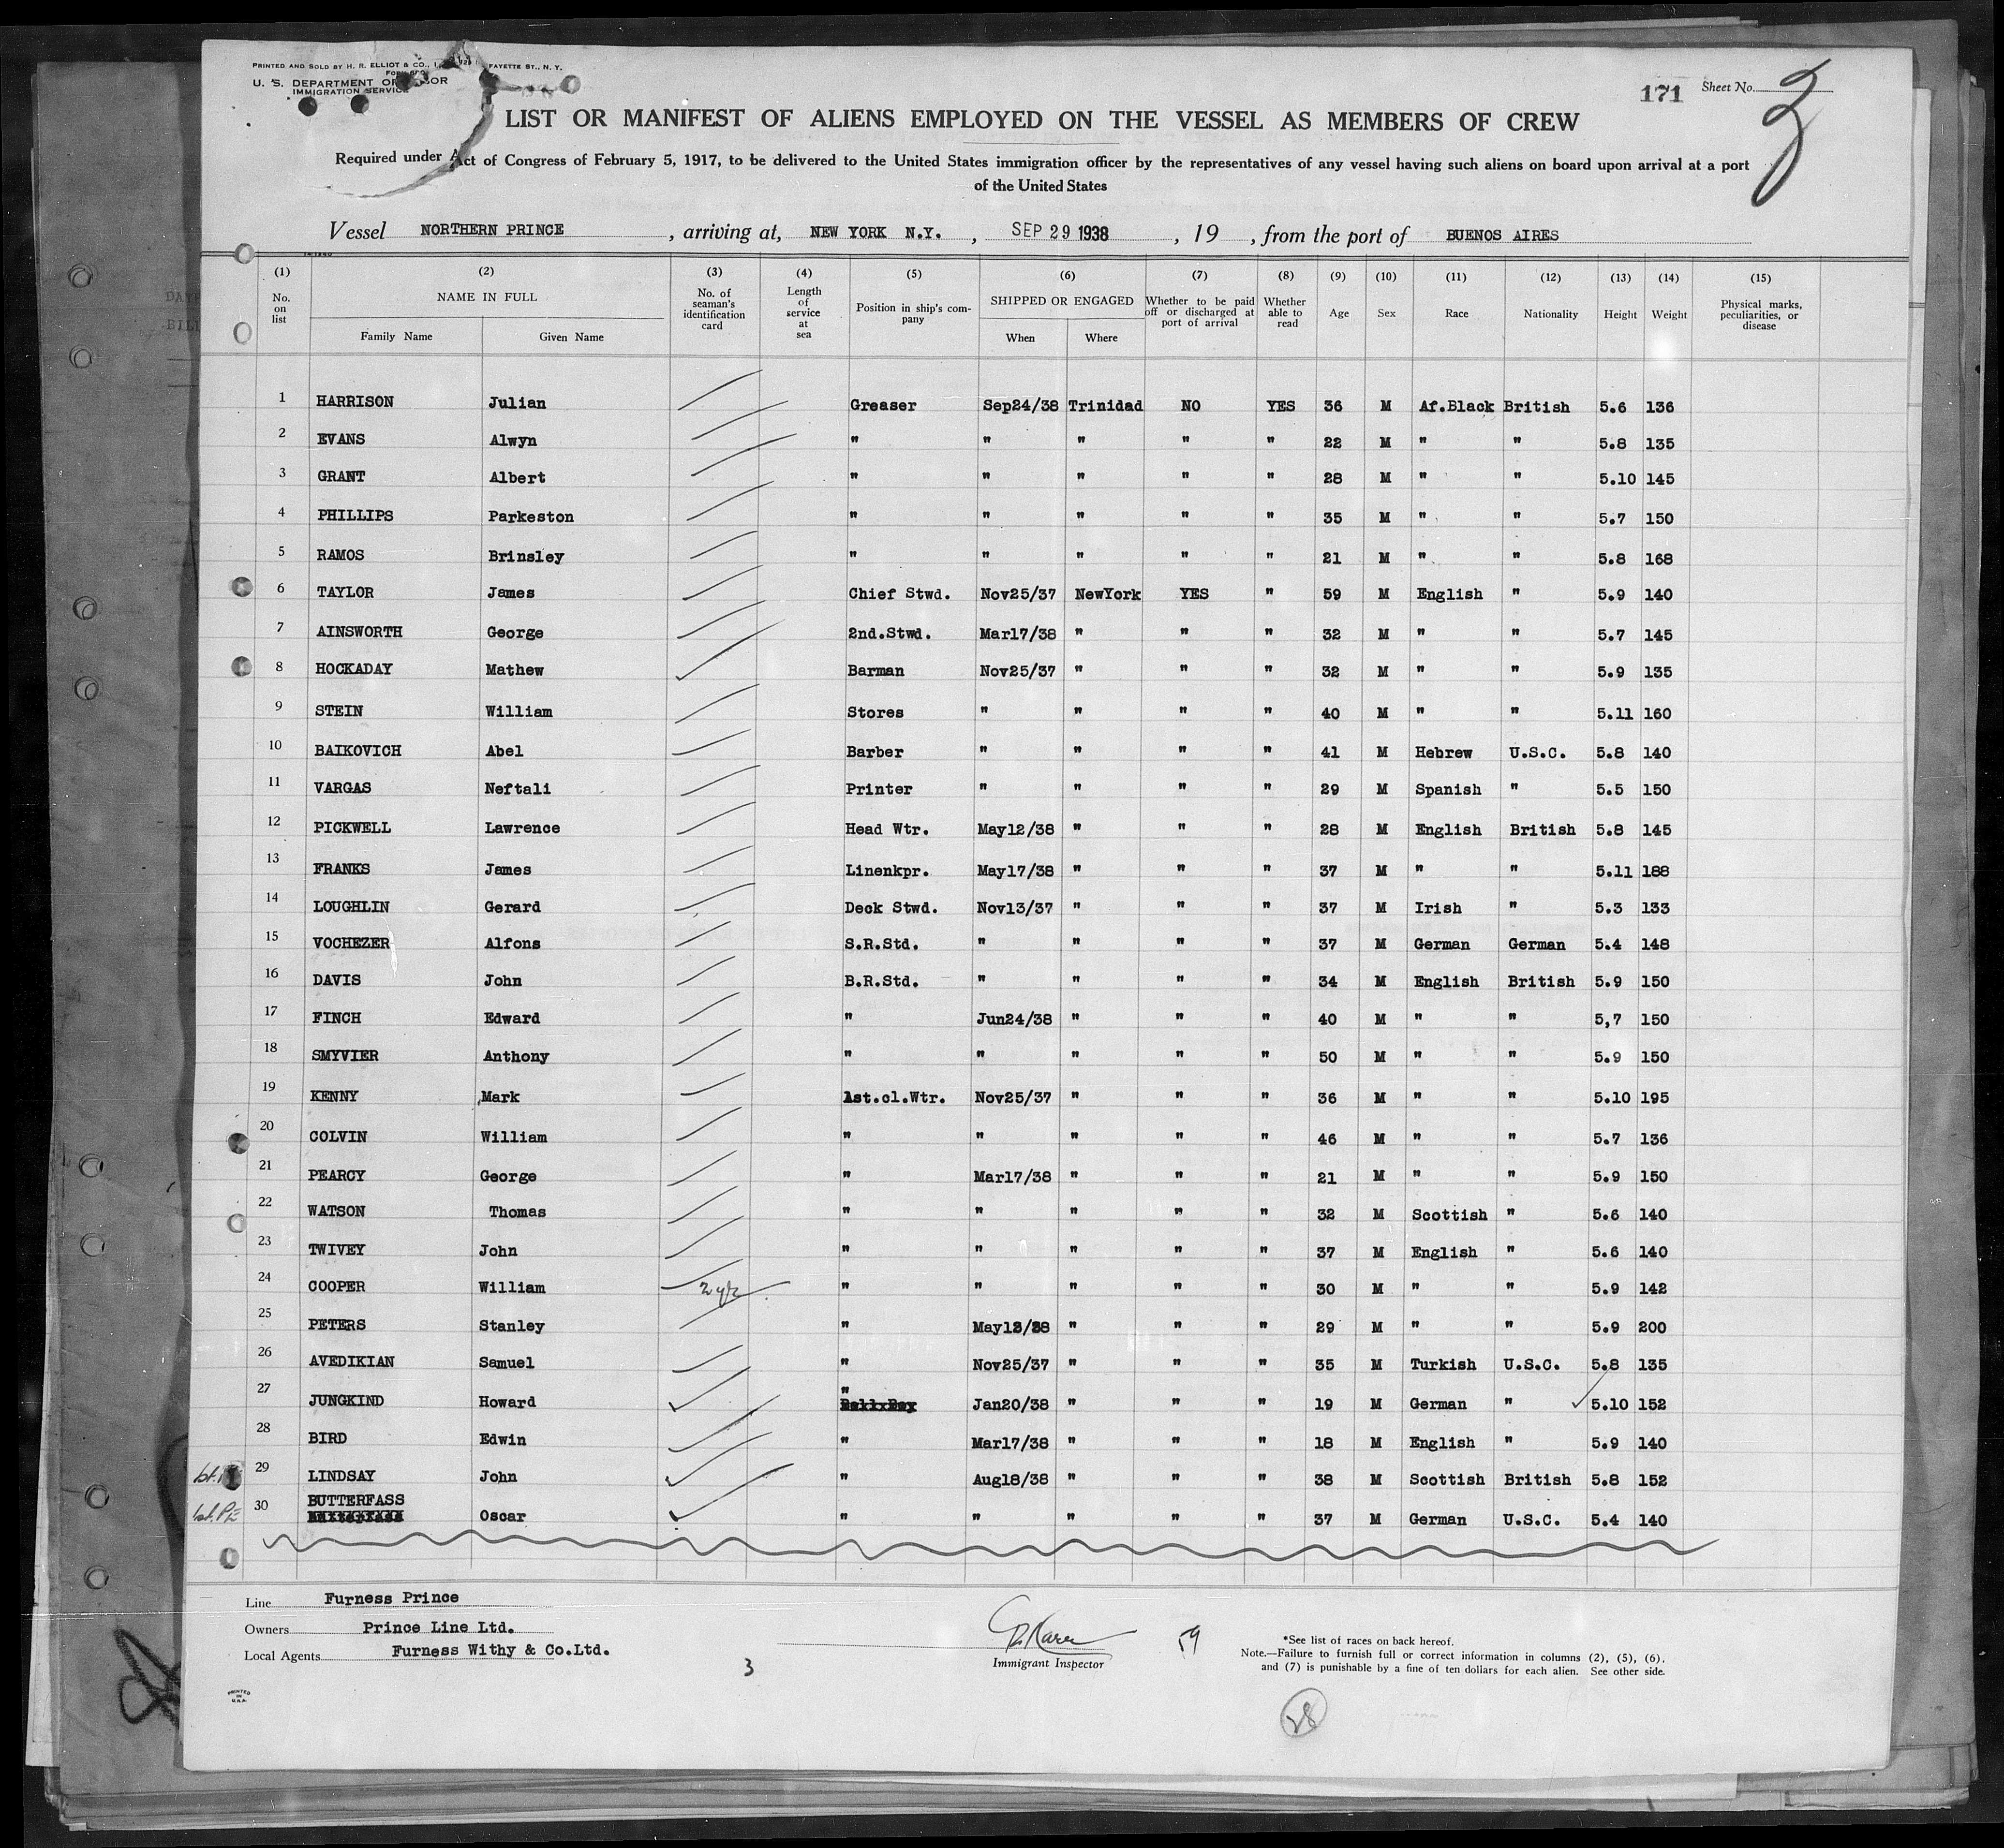 PRINTED AND SOLD BY H. R. ELLIOT & CO., FAYETTE ST., N. Y.
U. S. DEPARTMENT OF LABOR
IMMIGRATION SERVICE
171 Sheet No. 3
LIST OR MANIFEST OF ALIENS EMPLOYED ON THE VESSEL AS MEMBERS OF CREW
Required under Act of Congress of February 5, 1917, to be delivered to the United States immigration officer by the representatives of any vessel having such aliens on board upon arrival at a port
of the United States
Vessel NORTHERN PRINCE , arriving at, NEW YORK N.Y. , SEP 29 1938 , 19 , from the port of BUENOS AIRES
(1) (2) (3) (4) (5) (6) (7) (8) (9) (10) (11) (12) (13) (14) (15)
No. on list NAME IN FULL Family Name Given Name No. of seaman's identification card Length of service at sea Position in ship's company SHIPPED OR ENGAGED When Where Whether to be paid off or discharged at port of arrival Whether able to read Age Sex Race Nationality Height Weight Physical marks, peculiarities, or disease
1 HARRISON Julian Greaser Sep24/38 Trinidad NO YES 36 M Af.Black British 5.6 136
2 EVANS Alwyn " " " " " 22 M " " 5.8 135
3 GRANT Albert " " " " " 28 M " " 5.10 145
4 PHILLIPS Parkeston " " " " " 35 M " " 5.7 150
5 RAMOS Brinsley " " " " " 21 M " " 5.8 168
6 TAYLOR James Chief Stwd. Nov25/37 NewYork YES " 59 M English " 5.9 140
7 AINSWORTH George 2nd.Stwd. Mar17/38 " " " 32 M " " 5.7 145
8 HOCKADAY Mathew Barman Nov25/37 " " " 32 M " " 5.9 135
9 STEIN William Stores " " " " 40 M " " 5.11 160
10 BAIKOVICH Abel Barber " " " " 41 M Hebrew U.S.C. 5.8 140
11 VARGAS Neftali Printer " " " " 29 M Spanish " 5.5 150
12 PICKWELL Lawrence Head Wtr. May12/38 " " " 28 M English British 5.8 145
13 FRANKS James Linenkpr. May17/38 " " " 37 M " " 5.11 188
14 LOUGHLIN Gerard Deck Stwd. Nov13/37 " " " 37 M Irish " 5.3 133
15 VOCHEZER Alfons S.R.Std. " " " " 37 M German German 5.4 148
16 DAVIS John B.R.Std. " " " " 34 M English British 5.9 150
17 FINCH Edward " Jun24/38 " " " 40 M " " 5,7 150
18 SMYVIER Anthony " " " " " 50 M " " 5.9 150
19 KENNY Mark 1st.cl.Wtr. Nov25/37 " " " 36 M " " 5.10 195
20 COLVIN William " " " " " 46 M " " 5.7 136
21 PEARCY George " Mar17/38 " " " 21 M " " 5.9 150
22 WATSON Thomas " " " " " 32 M Scottish " 5.6 140
23 TWIVEY John " " " " " 37 M English " 5.6 140
24 COOPER William " " " " " 30 M " " 5.9 142
25 PETERS Stanley " " " " 29 M " " 5.9 200
26 AVEDIKIAN Samuel " Nov25/37 " " " 35 M Turkish U.S.C. 5.8 135
27 JUNGKIND Howard " Jan20/38 " " " 19 M German " 5.10 152
28 BIRD Edwin " Mar17/38 " " " 18 M English " 5.9 140
29 LINDSAY John " Aug18/38 " " " 38 M Scottish British 5.8 152
30 BUTTERFASS Oscar " " " " " 37 M German U.S.C. 5.4 140
Line Furness Prince
Owners Prince Line Ltd.
Local Agents Furness Withy & Co.Ltd.
3
Immigrant Inspector
59
*See list of races on back hereof.
Note.—Failure to furnish full or correct information in columns (2), (5), (6),
and (7) is punishable by a fine of ten dollars for each alien. See other side.
PRINTED IN U.S.A.
28